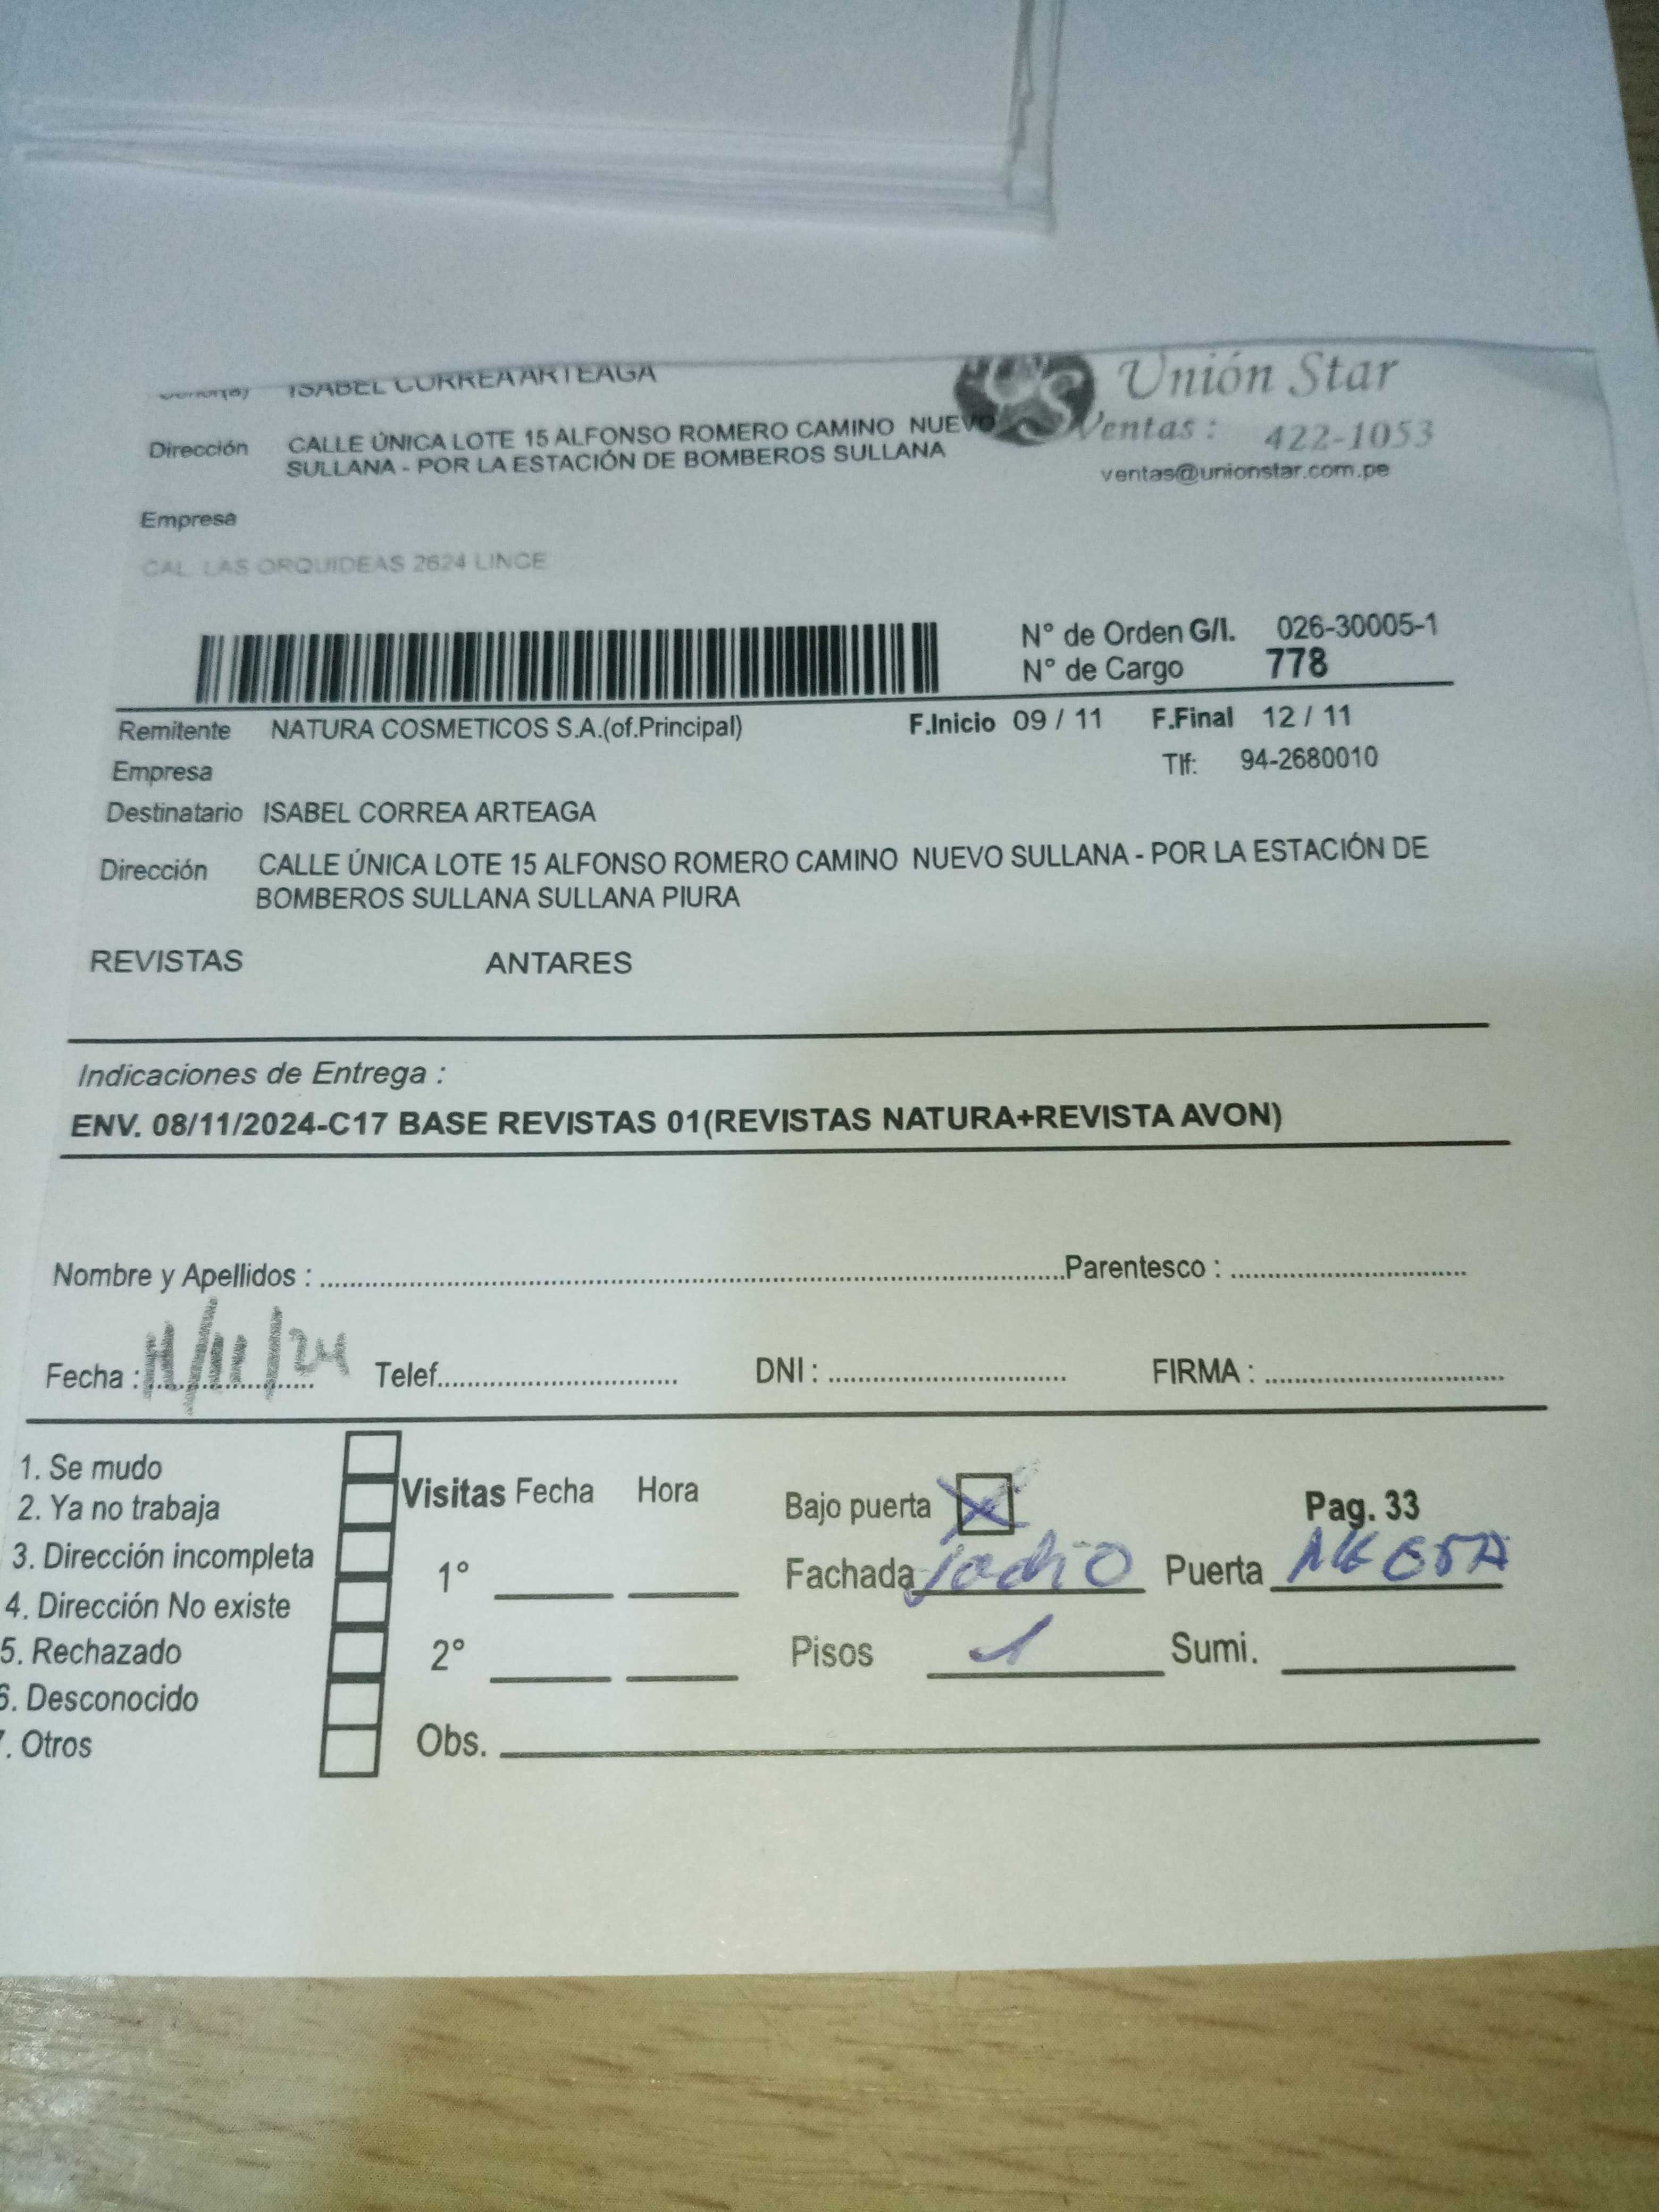 Señor(a) ISABEL CORREA ARTEAGA
Unión Star
Dirección CALLE ÚNICA LOTE 15 ALFONSO ROMERO CAMINO NUEVO
SULLANA - POR LA ESTACIÓN DE BOMBEROS SULLANA
Ventas : 422-1053
ventas@unionstar.com.pe
Empresa
CAL. LAS ORQUIDEAS 2624 LINCE
N° de Orden G/I. 026-30005-1
N° de Cargo 778
Remitente NATURA COSMETICOS S.A.(of.Principal) F.Inicio 09 / 11 F.Final 12 / 11
Empresa Tlf: 94-2680010
Destinatario ISABEL CORREA ARTEAGA
Dirección CALLE ÚNICA LOTE 15 ALFONSO ROMERO CAMINO NUEVO SULLANA - POR LA ESTACIÓN DE
BOMBEROS SULLANA SULLANA PIURA
REVISTAS ANTARES
Indicaciones de Entrega :
ENV. 08/11/2024-C17 BASE REVISTAS 01(REVISTAS NATURA+REVISTA AVON)
Nombre y Apellidos : Parentesco :
Fecha : 11/11/24 Telef. DNI : FIRMA :
1. Se mudo
2. Ya no trabaja
3. Dirección incompleta
4. Dirección No existe
5. Rechazado
6. Desconocido
7. Otros
Visitas Fecha Hora
1°
2°
Bajo puerta X Pag. 33
Fachada Puerta
Pisos 1 Sumi.
Obs.